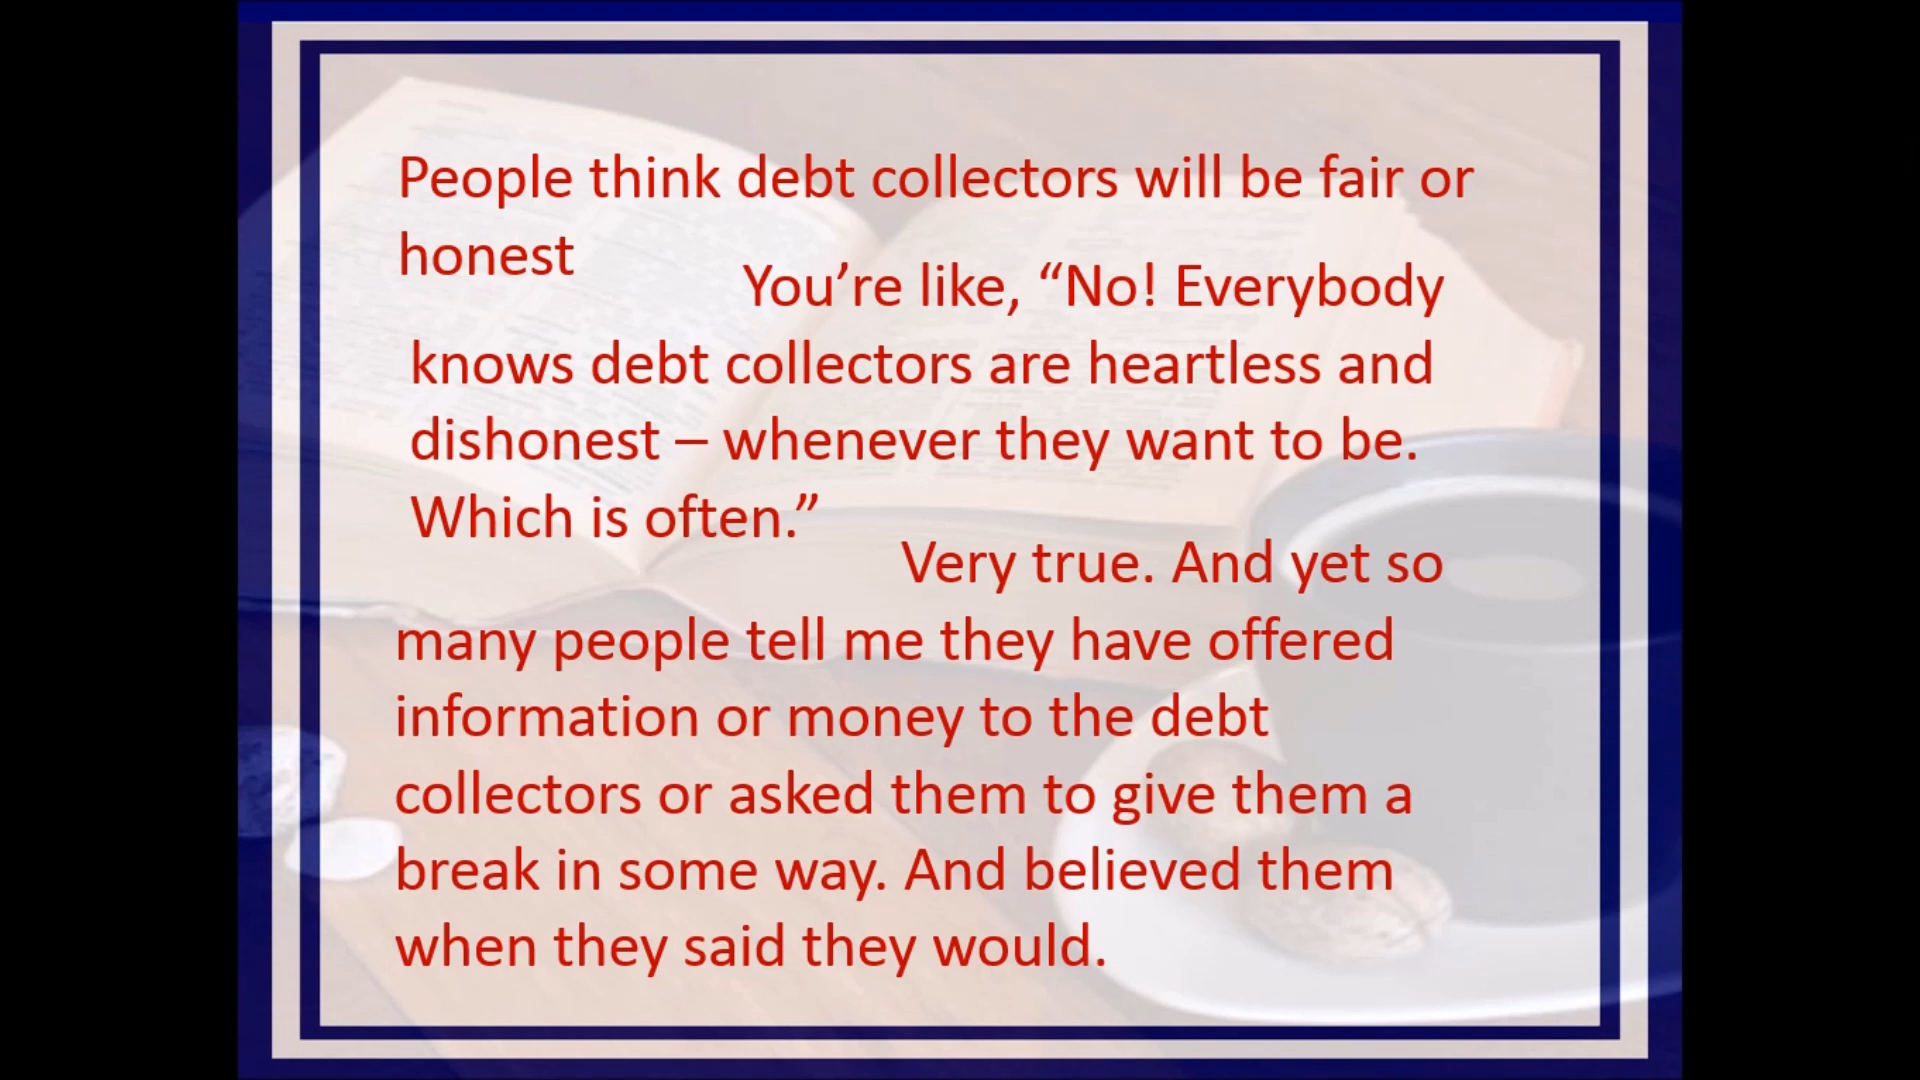 People think debt collectors will be fair or
honest
You’re like, “No! Everybody
knows debt collectors are heartless and
dishonest – whenever they want to be.
Which is often.”
Very true. And yet so
many people tell me they have offered
information or money to the debt
collectors or asked them to give them a
break in some way. And believed them
when they said they would.